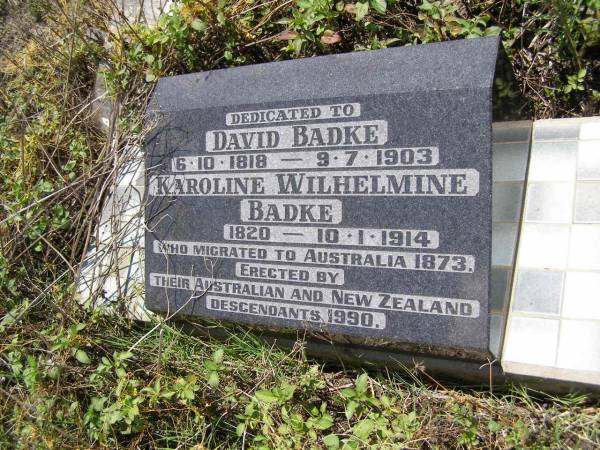 DEDICATED TO
DAVID BADKE
6·10·1818 — 9·7·1903
KAROLINE WILHELMINE
BADKE
1820 — 10·1·1914
WHO MIGRATED TO AUSTRALIA 1873.
ERECTED BY
THEIR AUSTRALIAN AND NEW ZEALAND
DESCENDANTS, 1990.